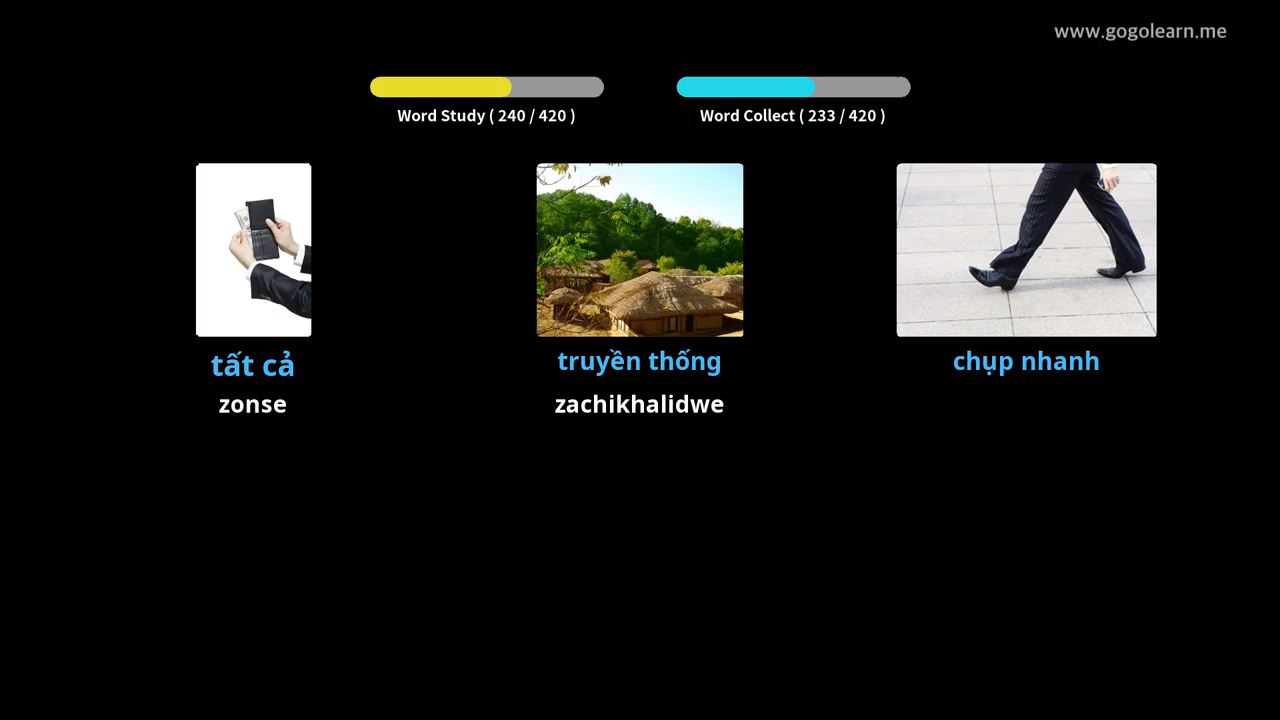 www.gogolearn.me
Word Study ( 240 / 420 )
Word Collect ( 233 / 420 )
tất cả
truyền thống
chụp nhanh
zonse
zachikhalidwe